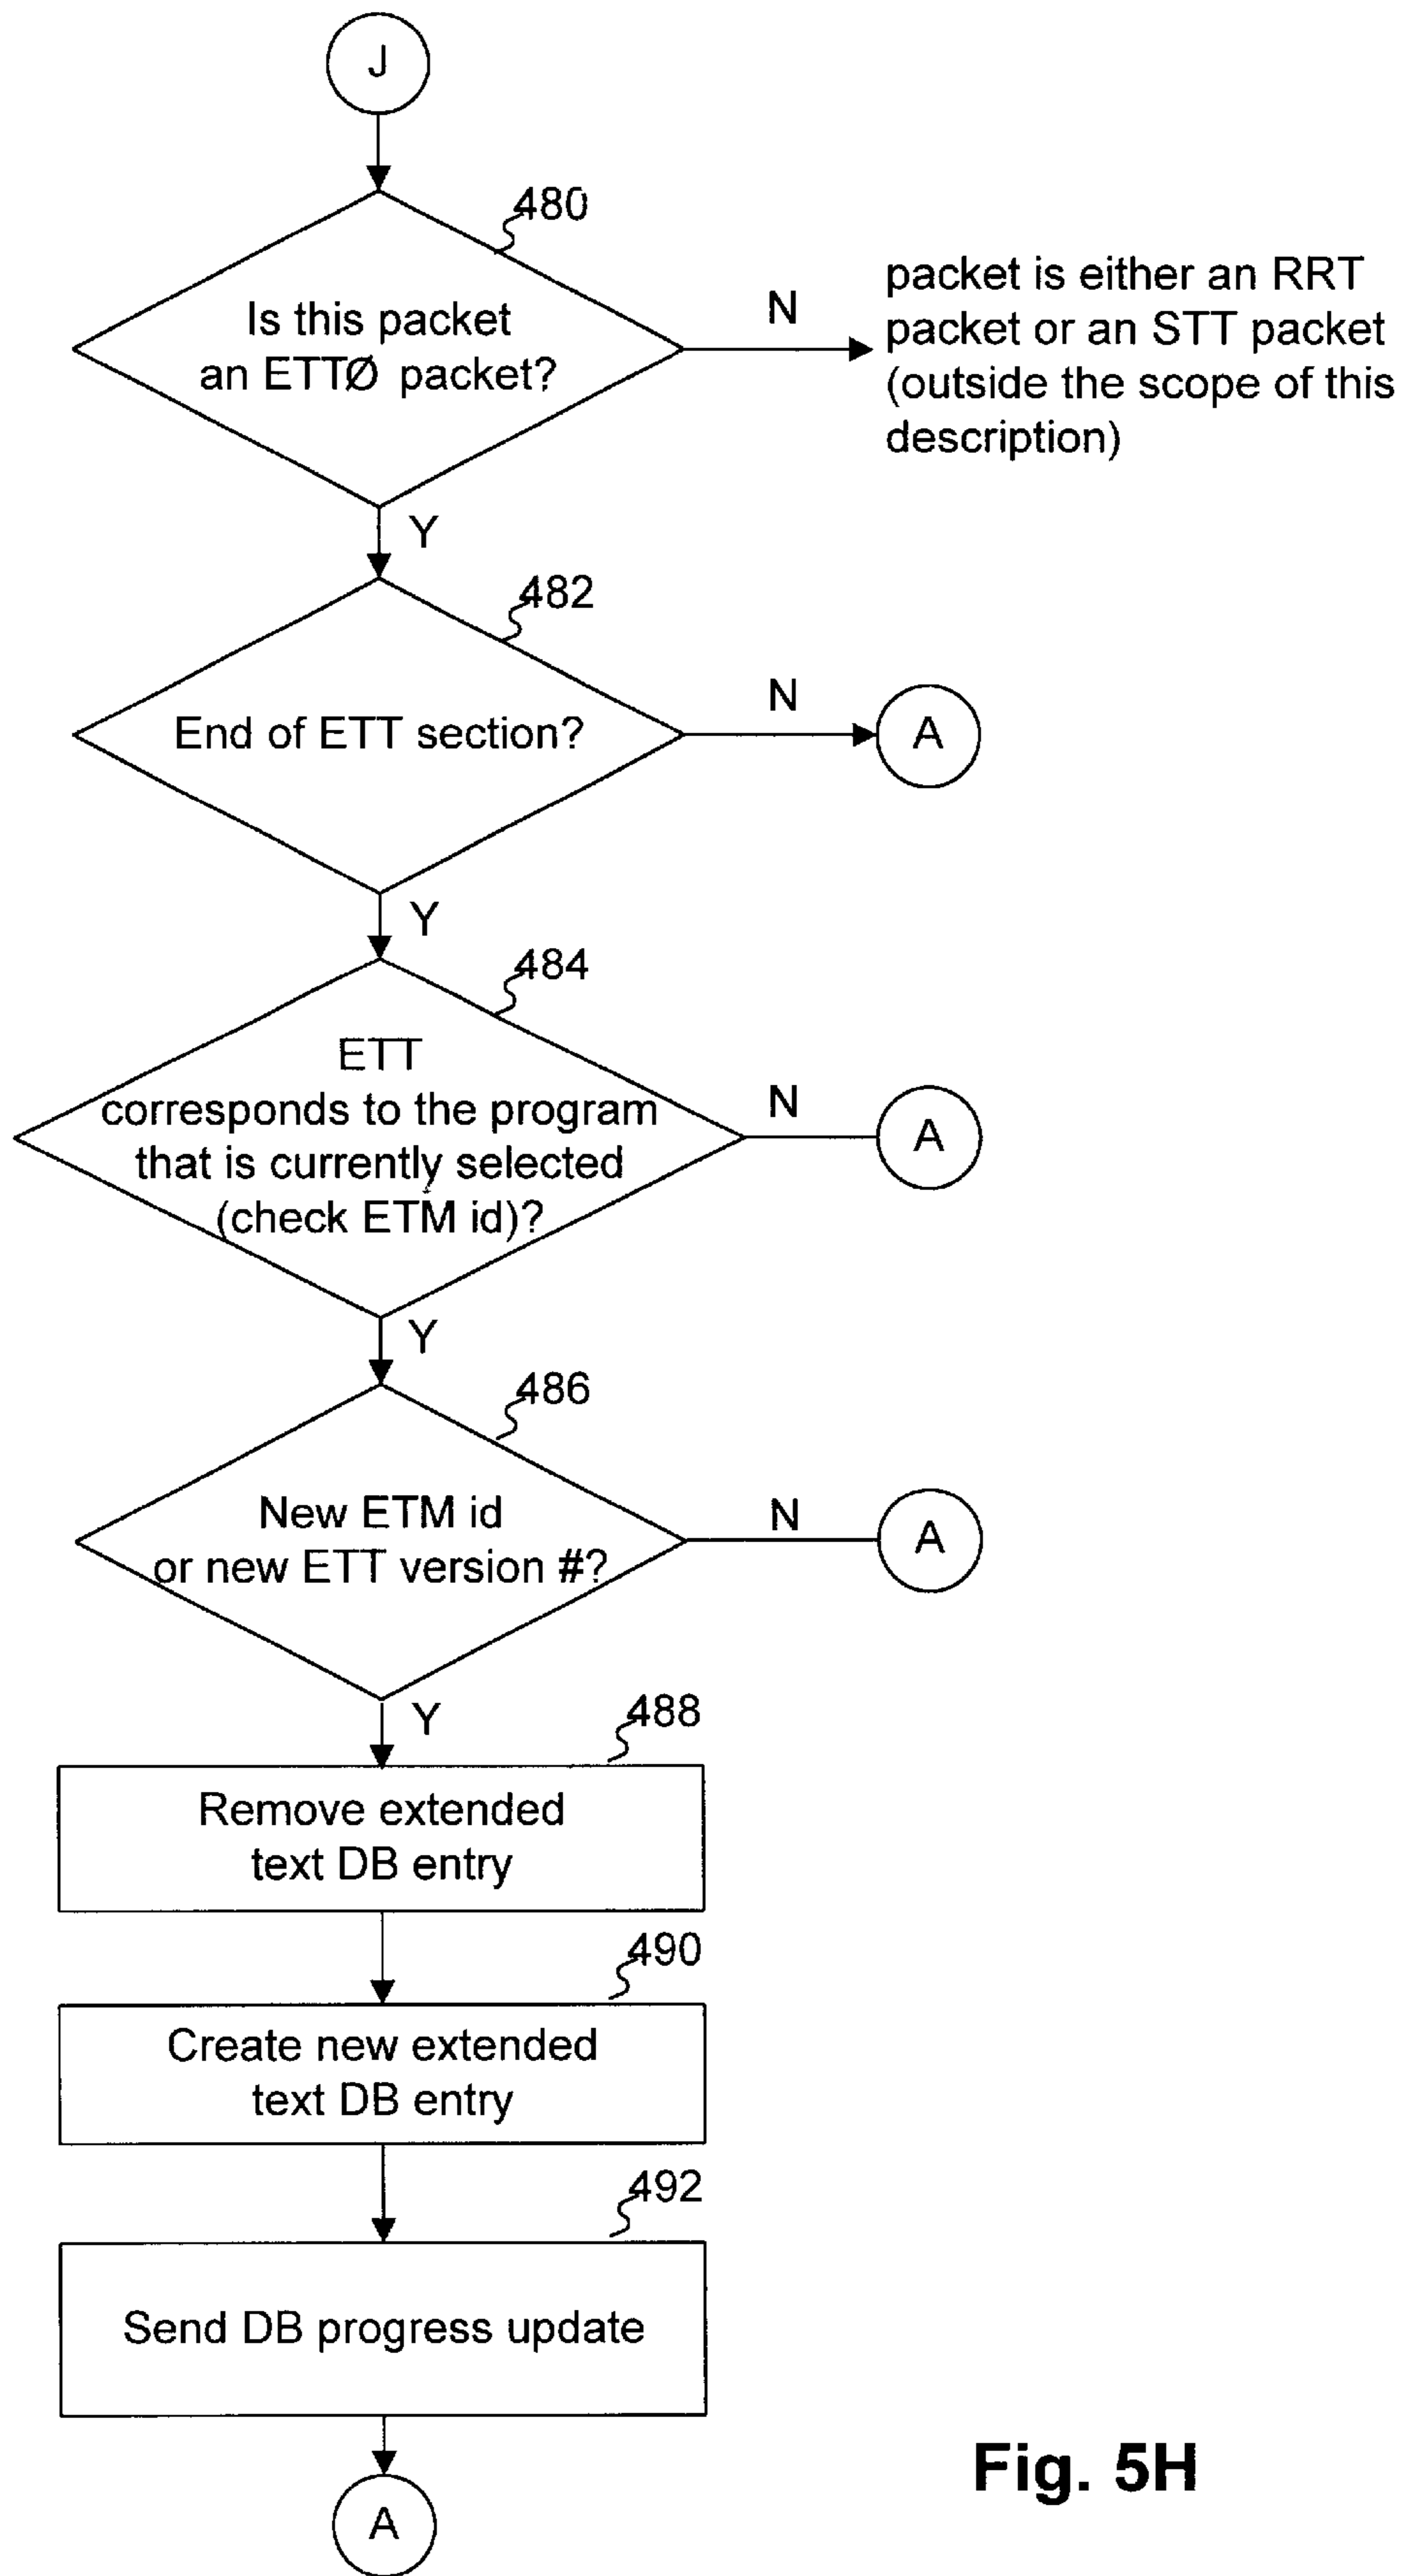 J
480
Is this packet
an ETTØ packet?
N
packet is either an RRT
packet or an STT packet
(outside the scope of this
description)
Y
482
End of ETT section?
N
A
Y
484
ETT
corresponds to the program
that is currently selected
(check ETM id)?
N
A
Y
486
New ETM id
or new ETT version #?
N
A
Y
488
Remove extended
text DB entry
490
Create new extended
text DB entry
492
Send DB progress update
A
Fig. 5H